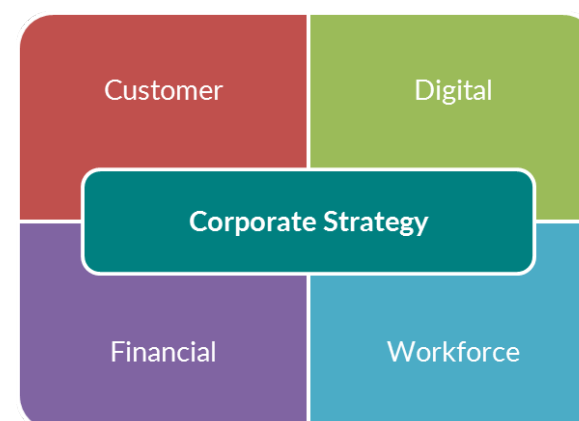 Customer
Digital
Corporate Strategy
Financial
Workforce